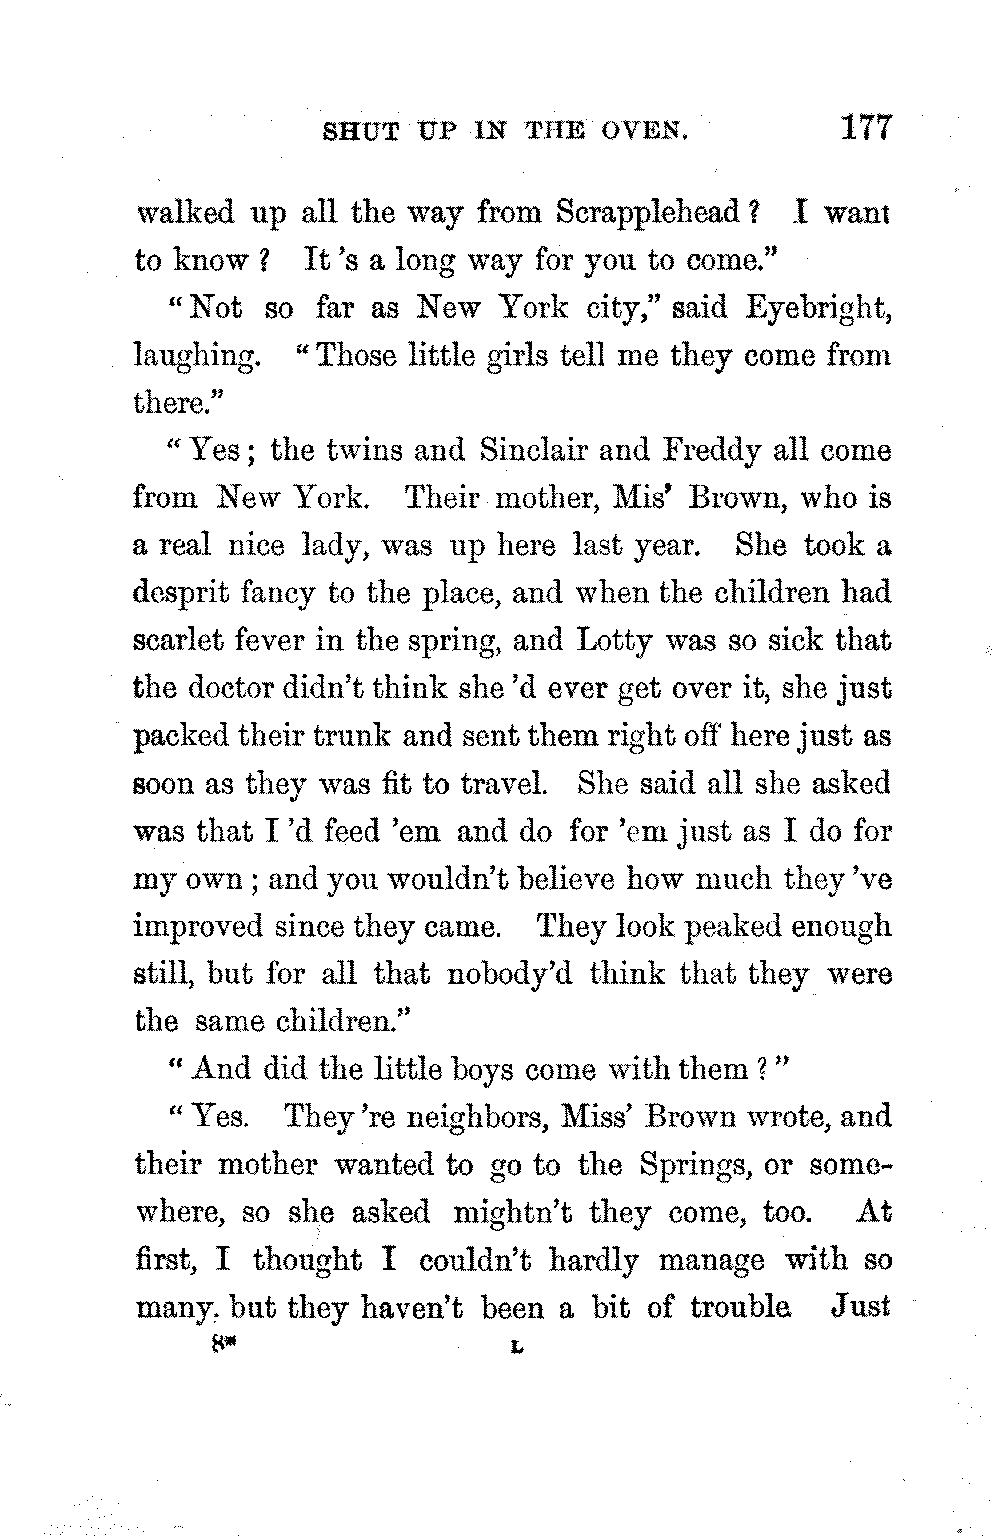 SHUT UP IN THE OVEN. 177
walked up all the way from Scrapplehead? I want
to know? It 's a long way for you to come."
"Not so far as New York city," said Eyebright,
laughing. "Those little girls tell me they come from
there."
"Yes; the twins and Sinclair and Freddy all come
from New York. Their mother, Mis' Brown, who is
a real nice lady, was up here last year. She took a
desprit fancy to the place, and when the children had
scarlet fever in the spring, and Lotty was so sick that
the doctor didn't think she 'd ever get over it, she just
packed their trunk and sent them right off here just as
soon as they was fit to travel. She said all she asked
was that I 'd feed 'em and do for 'em just as I do for
my own; and you wouldn't believe how much they 've
improved since they came. They look peaked enough
still, but for all that nobody'd think that they were
the same children."
"And did the little boys come with them?"
"Yes. They 're neighbors, Miss' Brown wrote, and
their mother wanted to go to the Springs, or some-
where, so she asked mightn't they come, too. At
first, I thought I couldn't hardly manage with so
many, but they haven't been a bit of trouble Just
8* L